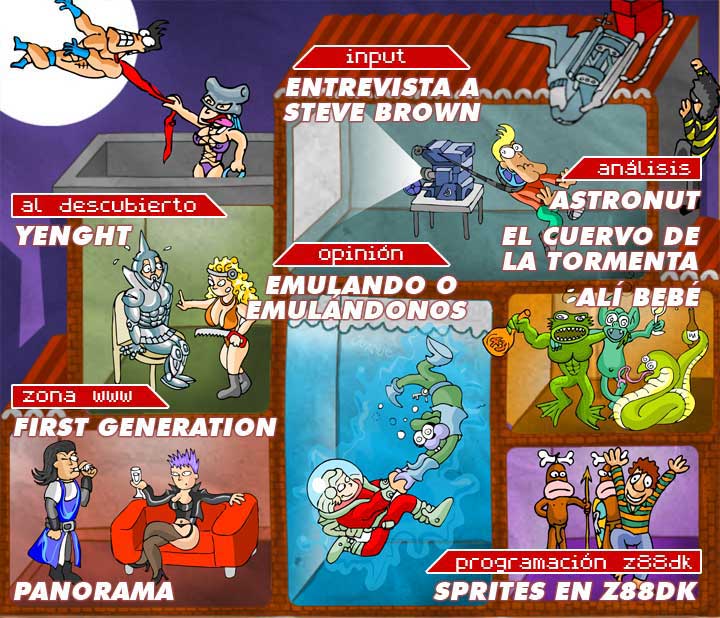 input
ENTREVISTA A
STEVE BROWN
análisis
ASTRONUT
EL CUERVO DE
LA TORMENTA
ALÍ BEBÉ
al descubierto
YENGHT
opinión
EMULANDO O
EMULÁNDONOS
zona www
FIRST GENERATION
PANORAMA
programación z88dk
SPRITES EN Z88DK